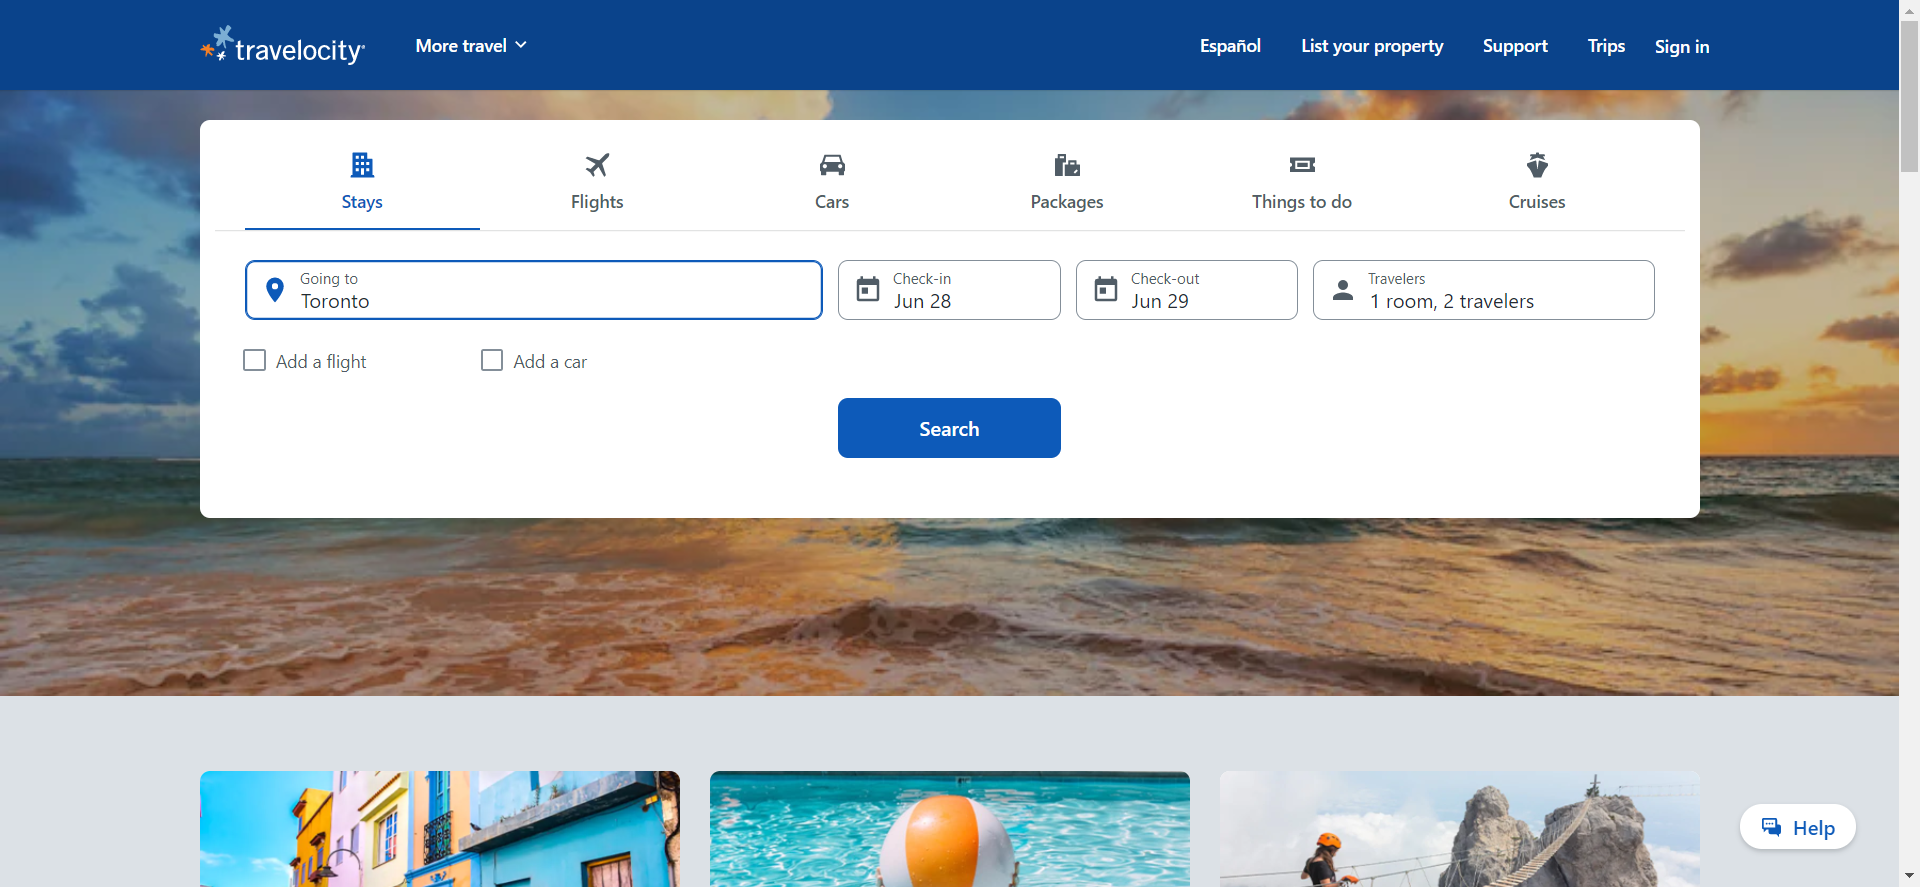 travelocity
More travel
Español
List your property
Support
Trips
Sign in
Stays
Flights
Cars
Packages
Things to do
Cruises
Going to
Toronto
Check-in
Jun 28
Check-out
Jun 29
Travelers
1 room, 2 travelers
Add a flight
Add a car
Search
Help